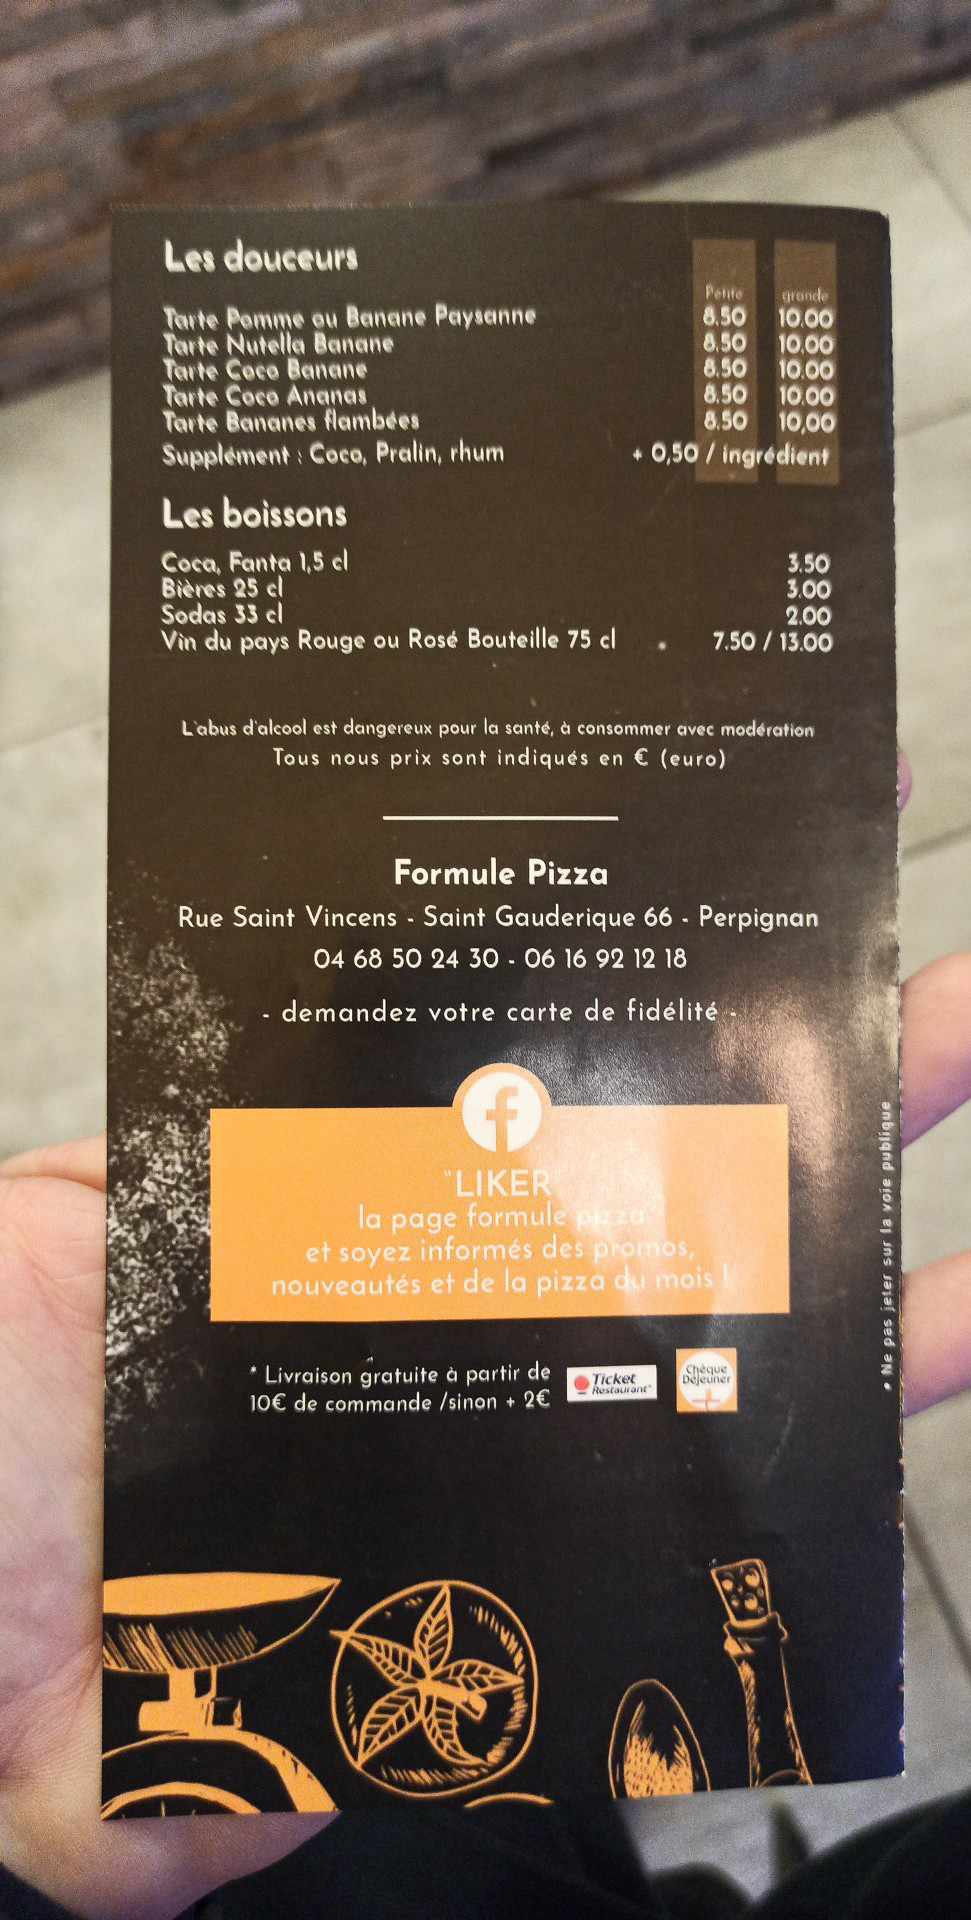 Les douceurs
Petite grande
Tarte Pomme ou Banane Paysanne 8.50 10.00
Tarte Nutella Banane 8.50 10.00
Tarte Coco Banane 8.50 10.00
Tarte Coco Ananas 8.50 10.00
Tarte Bananes flambées 8.50 10,00
Supplément : Coco, Pralin, rhum + 0,50 / ingrédient
Les boissons
Coca, Fanta 1,5 cl 3.50
Bières 25 cl 3.00
Sodas 33 cl 2.00
Vin du pays Rouge ou Rosé Bouteille 75 cl 7.50 / 13.00
L'abus d'alcool est dangereux pour la santé, à consommer avec modération
Tous nous prix sont indiqués en € (euro)
Formule Pizza
Rue Saint Vincens - Saint Gauderique 66 - Perpignan
04 68 50 24 30 - 06 16 92 12 18
- demandez votre carte de fidélité -
f
"LIKER"
la page formule pizza
et soyez informés des promos,
nouveautés et de la pizza du mois !
* Livraison gratuite à partir de
10€ de commande /sinon + 2€
Ticket
Restaurant
Chèque
Déjeuner
• Ne pas jeter sur la voie publique